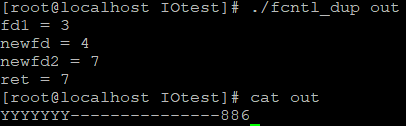 [root@localhost IOtest]# ./fcntl_dup out
fd1 = 3
newfd = 4
newfd2 = 7
ret = 7
[root@localhost IOtest]# cat out
YYYYYYY---------------886